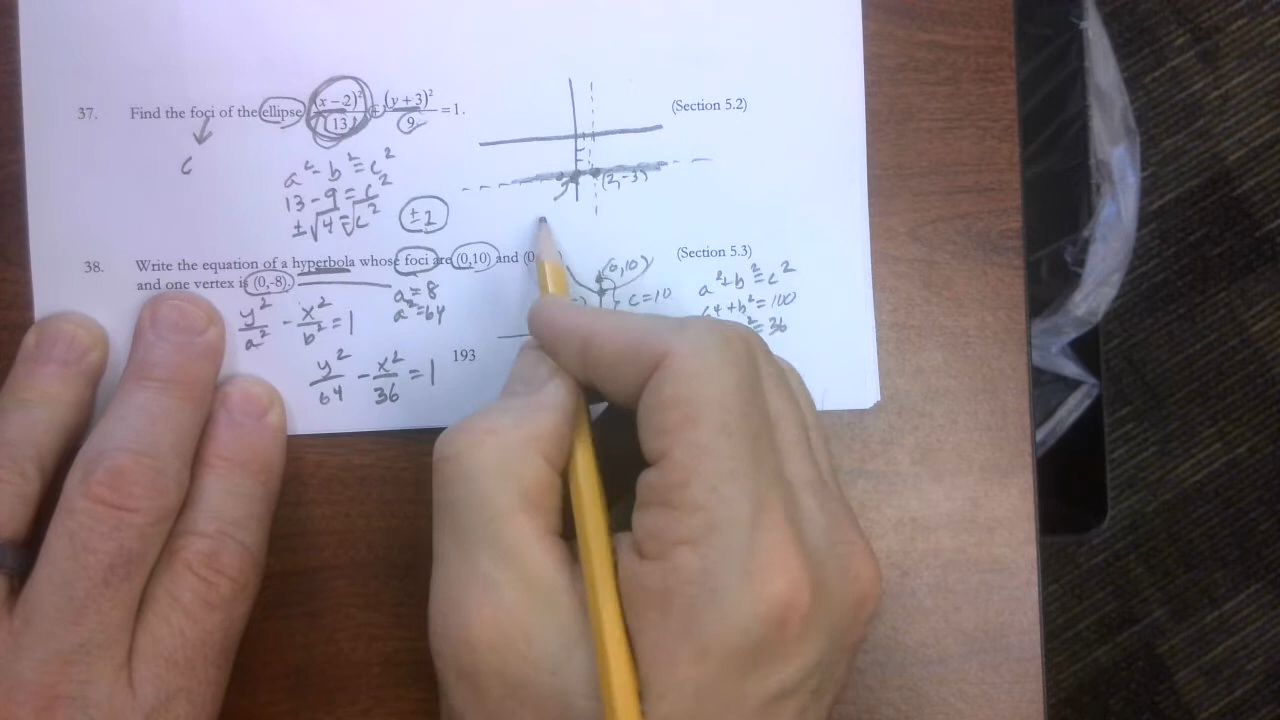 37. Find the foci of the ellipse (x − 2)²/13 + (y + 3)²/9 = 1. (Section 5.2)
c
a² - b² = c²
13 - 9 = c²
±√4 = √c²
±2
(2, -3)
38. Write the equation of a hyperbola whose foci are (0,10) and (0
and one vertex is (0,-8). (Section 5.3)
y²/a² - x²/b² = 1
a = 8
a² = 64
y²/64 - x²/36 = 1
(0,10)
c=10
a² + b² = c²
64 + b² = 100
² = 36
193